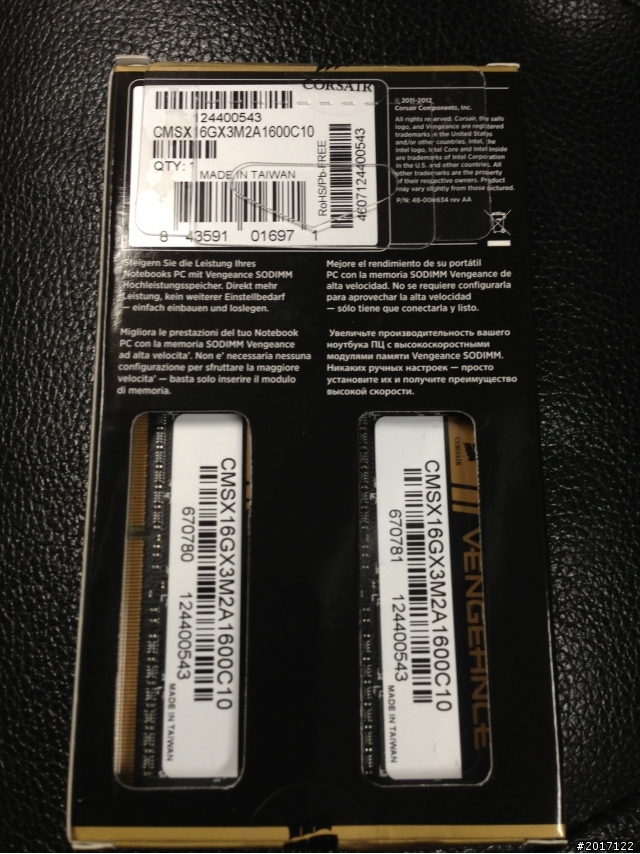 CORSAIR
124400543
CMSX16GX3M2A1600C10
QTY: 1
MADE IN TAIWAN
8 43591 01697 1
RoHS/Pb-FREE
4607124400543
© 2011-2012
Corsair Components, Inc.
All rights reserved. Corsair, the sails
logo, and Vengeance are registered
trademarks in the United States
and/or other countries. Intel, the
Intel logo, Intel Core and Intel Inside
are trademarks of Intel Corporation
in the U.S. and other countries. All
other trademarks are the property
of their respective owners. Product
may vary slightly from those pictured.
P/N: 48-006634 rev AA
Steigern Sie die Leistung Ihres
Notebooks PC mit Vengeance SODIMM
Hochleistungsspeicher. Direkt mehr
Leistung, kein weiterer Einstellbedarf
— einfach einbauen und loslegen.
Mejore el rendimiento de su portátil
PC con la memoria SODIMM Vengeance de
alta velocidad. No se requiere configurarla
para aprovechar la alta velocidad
— sólo tiene que conectarla y listo.
Migliora le prestazioni del tuo Notebook
PC con la memoria SODIMM Vengeance
ad alta velocita'. Non e' necessaria nessuna
configurazione per sfruttare la maggiore
velocita' — basta solo inserire il modulo
di memoria.
Увеличьте производительность вашего
ноутбука ПЦ с высокоскоростными
модулями памяти Vengeance SODIMM.
Никаких ручных настроек — просто
установите их и получите преимущество
высокой скорости.
CMSX16GX3M2A1600C10
670780 124400543
MADE IN TAIWAN
CORSAIR
VENGEANCE
CMSX16GX3M2A1600C10
670781 124400543
MADE IN TAIWAN
#2017122